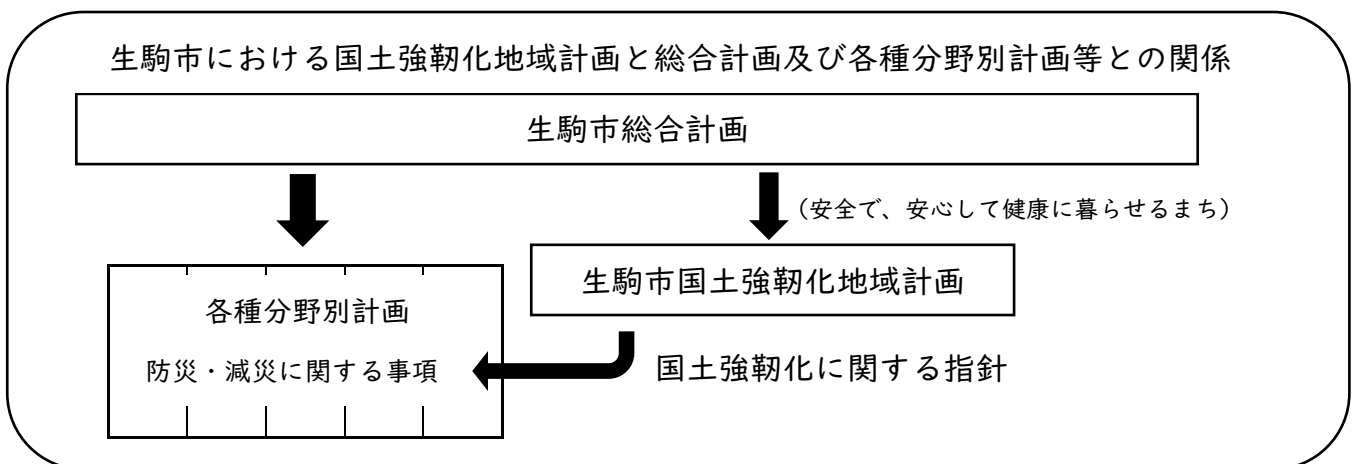 生駒市における国土強靭化地域計画と総合計画及び各種分野別計画等との関係
生駒市総合計画
（安全で、安心して健康に暮らせるまち）
生駒市国土強靭化地域計画
各種分野別計画
防災・減災に関する事項
国土強靭化に関する指針